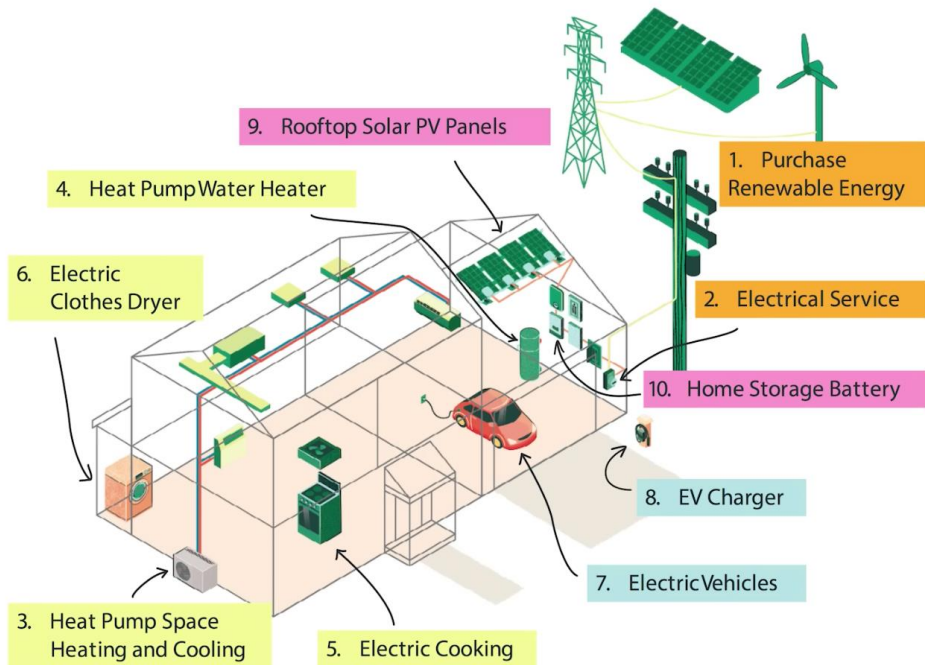 9. Rooftop Solar PV Panels
4. Heat Pump Water Heater
1. Purchase
Renewable Energy
6. Electric
Clothes Dryer
2. Electrical Service
10. Home Storage Battery
8. EV Charger
7. Electric Vehicles
3. Heat Pump Space
Heating and Cooling
5. Electric Cooking